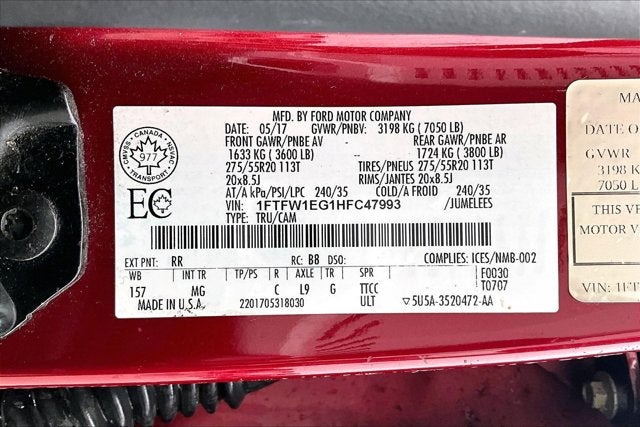 MFD. BY FORD MOTOR COMPANY
DATE: 05/17 GVWR/PNBV: 3198 KG ( 7050 LB)
FRONT GAWR/PNBE AV REAR GAWR/PNBE AR
1633 KG ( 3600 LB) 1724 KG ( 3800 LB)
275/55R20 113T TIRES/PNEUS 275/55R20 113T
20x8.5J RIMS/JANTES 20x8.5J
AT/A kPa/PSI/LPC 240/35 COLD/A FROID 240/35
VIN: 1FTFW1EG1HFC47993 /JUMELEES
TYPE: TRU/CAM
CANADA
CMVSS NSVAC
977
TRANSPORT
EC
EXT PNT: RR RC: B8 DSO: COMPLIES: ICES/NMB-002
WB INT TR TP/PS R AXLE TR SPR F0030
157 MG C L9 G TTCC T0707
MADE IN U.S.A. 2201705318030 ULT 5U5A-3520472-AA
MA
DATE O
GVWR
3198 K
7050 L
THIS VE
MOTOR V
VIN: 1FT